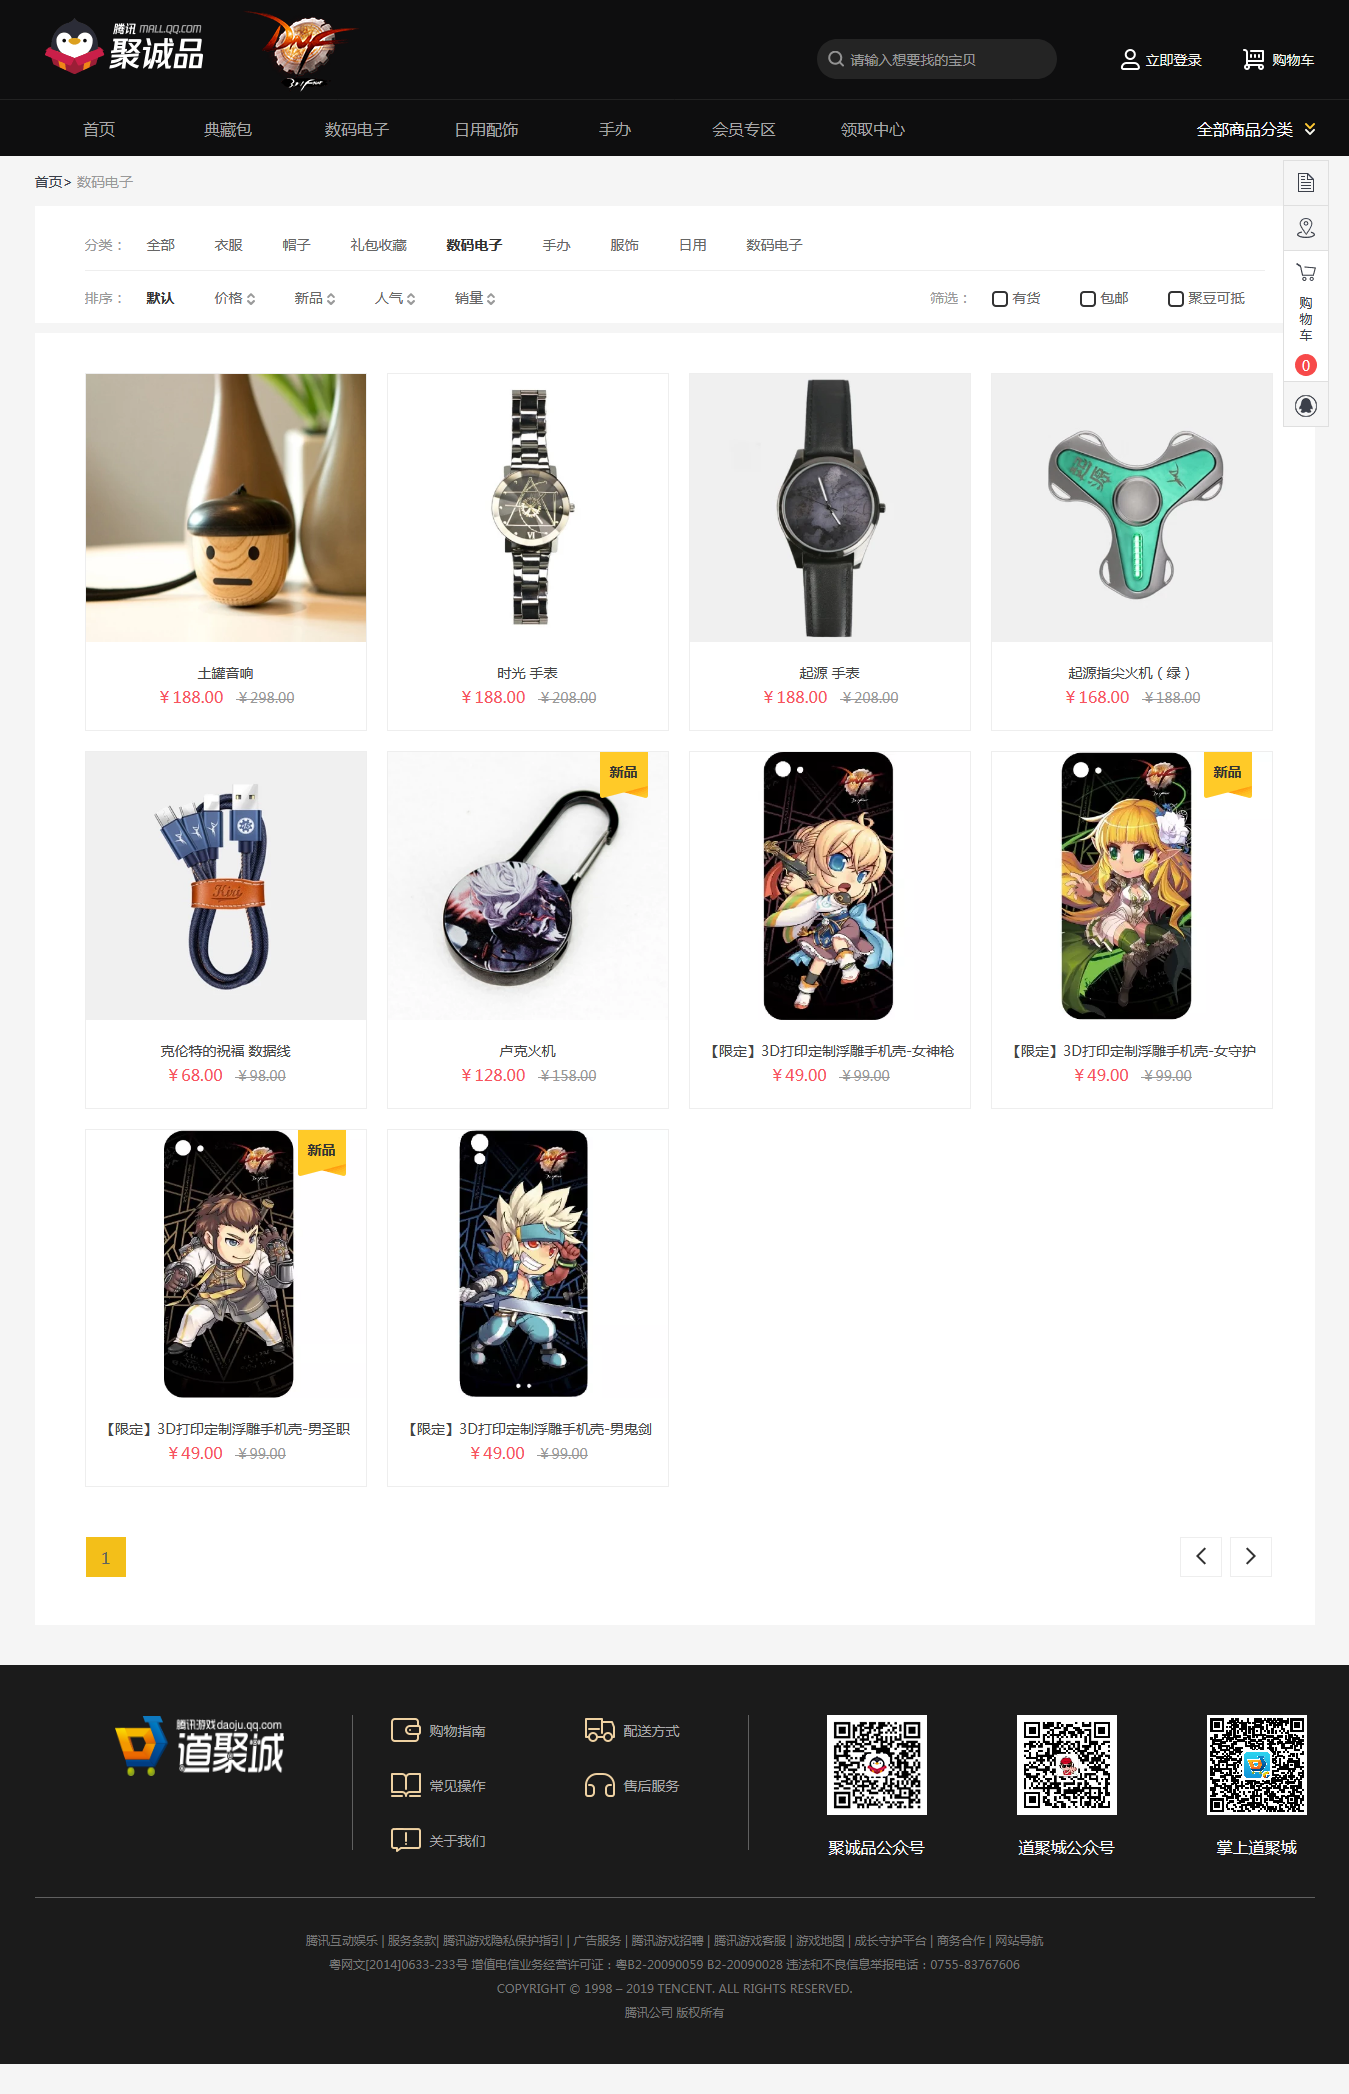 腾讯 MALL.QQ.COM
聚诚品
DNF
请输入想要找的宝贝
立即登录
购物车
首页 典藏包 数码电子 日用配饰 手办 会员专区 领取中心 全部商品分类
首页> 数码电子
分类： 全部 衣服 帽子 礼包收藏 数码电子 手办 服饰 日用 数码电子
排序： 默认 价格 新品 人气 销量 筛选： 有货 包邮 聚豆可抵
购物车
0
土罐音响
￥188.00 ￥298.00
时光 手表
￥188.00 ￥208.00
起源 手表
￥188.00 ￥208.00
起源指尖火机（绿）
￥168.00 ￥188.00
Kiri
克伦特的祝福 数据线
￥68.00 ￥98.00
新品
卢克火机
￥128.00 ￥158.00
【限定】3D打印定制浮雕手机壳-女神枪
￥49.00 ￥99.00
新品
【限定】3D打印定制浮雕手机壳-女守护
￥49.00 ￥99.00
新品
【限定】3D打印定制浮雕手机壳-男圣职
￥49.00 ￥99.00
【限定】3D打印定制浮雕手机壳-男鬼剑
￥49.00 ￥99.00
1
腾讯游戏daoju.qq.com
道聚城
购物指南
配送方式
常见操作
售后服务
关于我们
聚诚品公众号
道聚城公众号
掌上道聚城
腾讯互动娱乐 | 服务条款| 腾讯游戏隐私保护指引 | 广告服务 | 腾讯游戏招聘 | 腾讯游戏客服 | 游戏地图 | 成长守护平台 | 商务合作 | 网站导航
粤网文[2014]0633-233号 增值电信业务经营许可证：粤B2-20090059 B2-20090028 违法和不良信息举报电话：0755-83767606
COPYRIGHT © 1998 – 2019 TENCENT. ALL RIGHTS RESERVED.
腾讯公司 版权所有